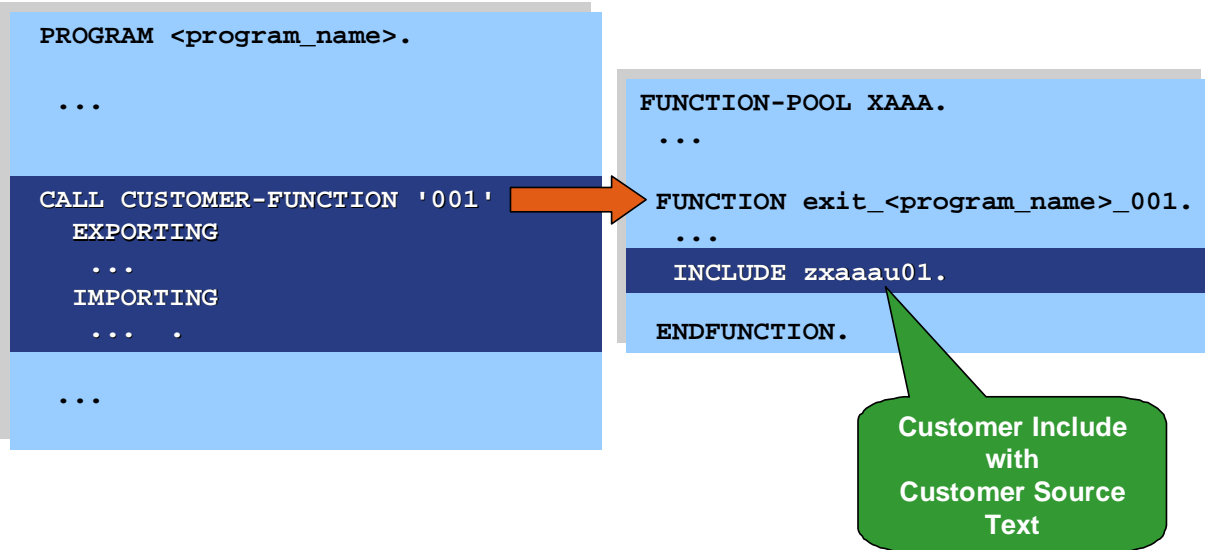 PROGRAM <program_name>.
...
CALL CUSTOMER-FUNCTION '001'
EXPORTING
...
IMPORTING
... .
...
FUNCTION-POOL XAAA.
...
FUNCTION exit_<program_name>_001.
...
INCLUDE zxaaau01.
ENDFUNCTION.
Customer Include
with
Customer Source
Text